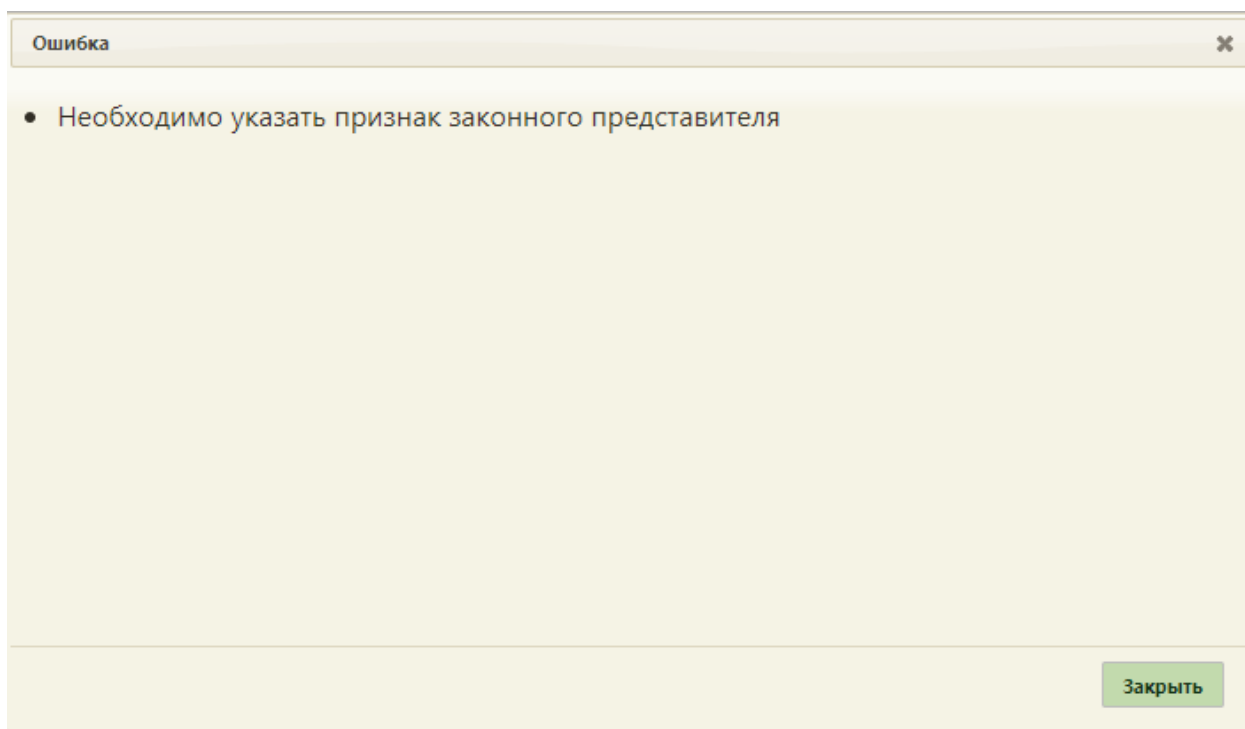 Ошибка
Необходимо указать признак законного представителя
Закрыть